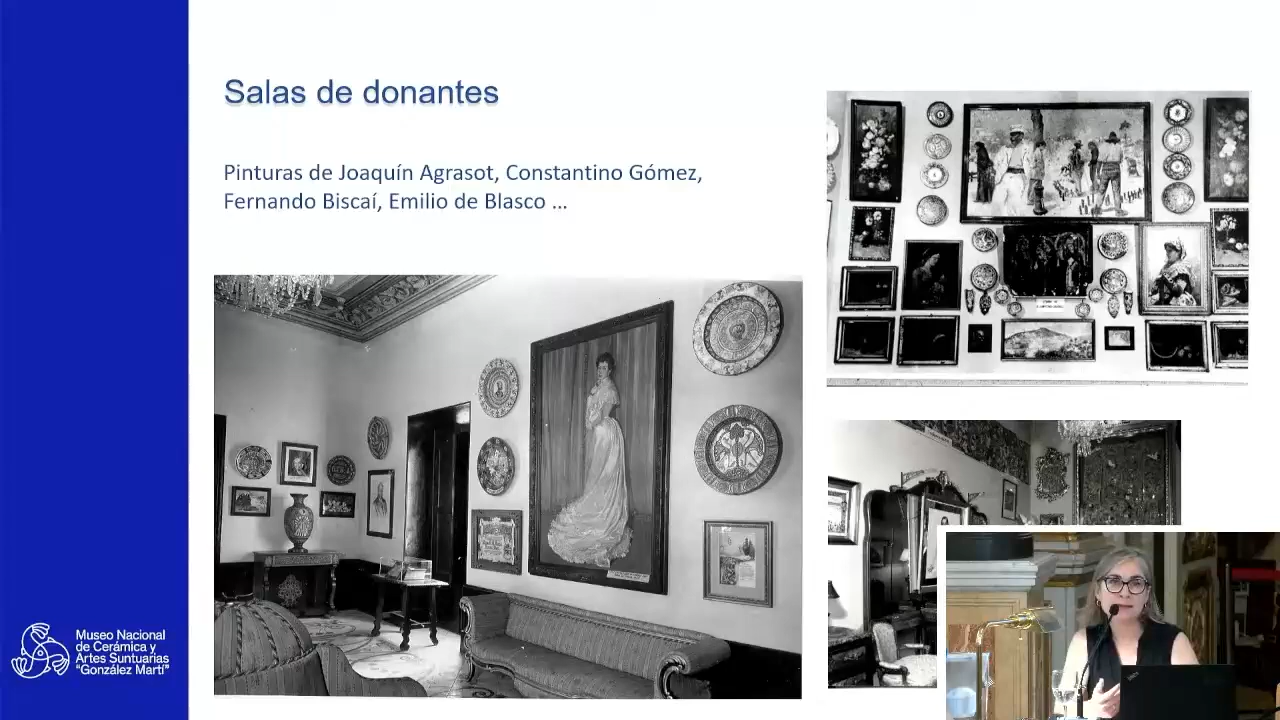 Salas de donantes
Pinturas de Joaquín Agrasot, Constantino Gómez,
Fernando Biscaí, Emilio de Blasco ...
Museo Nacional
de Cerámica y
Artes Suntuarias
"González Martí"